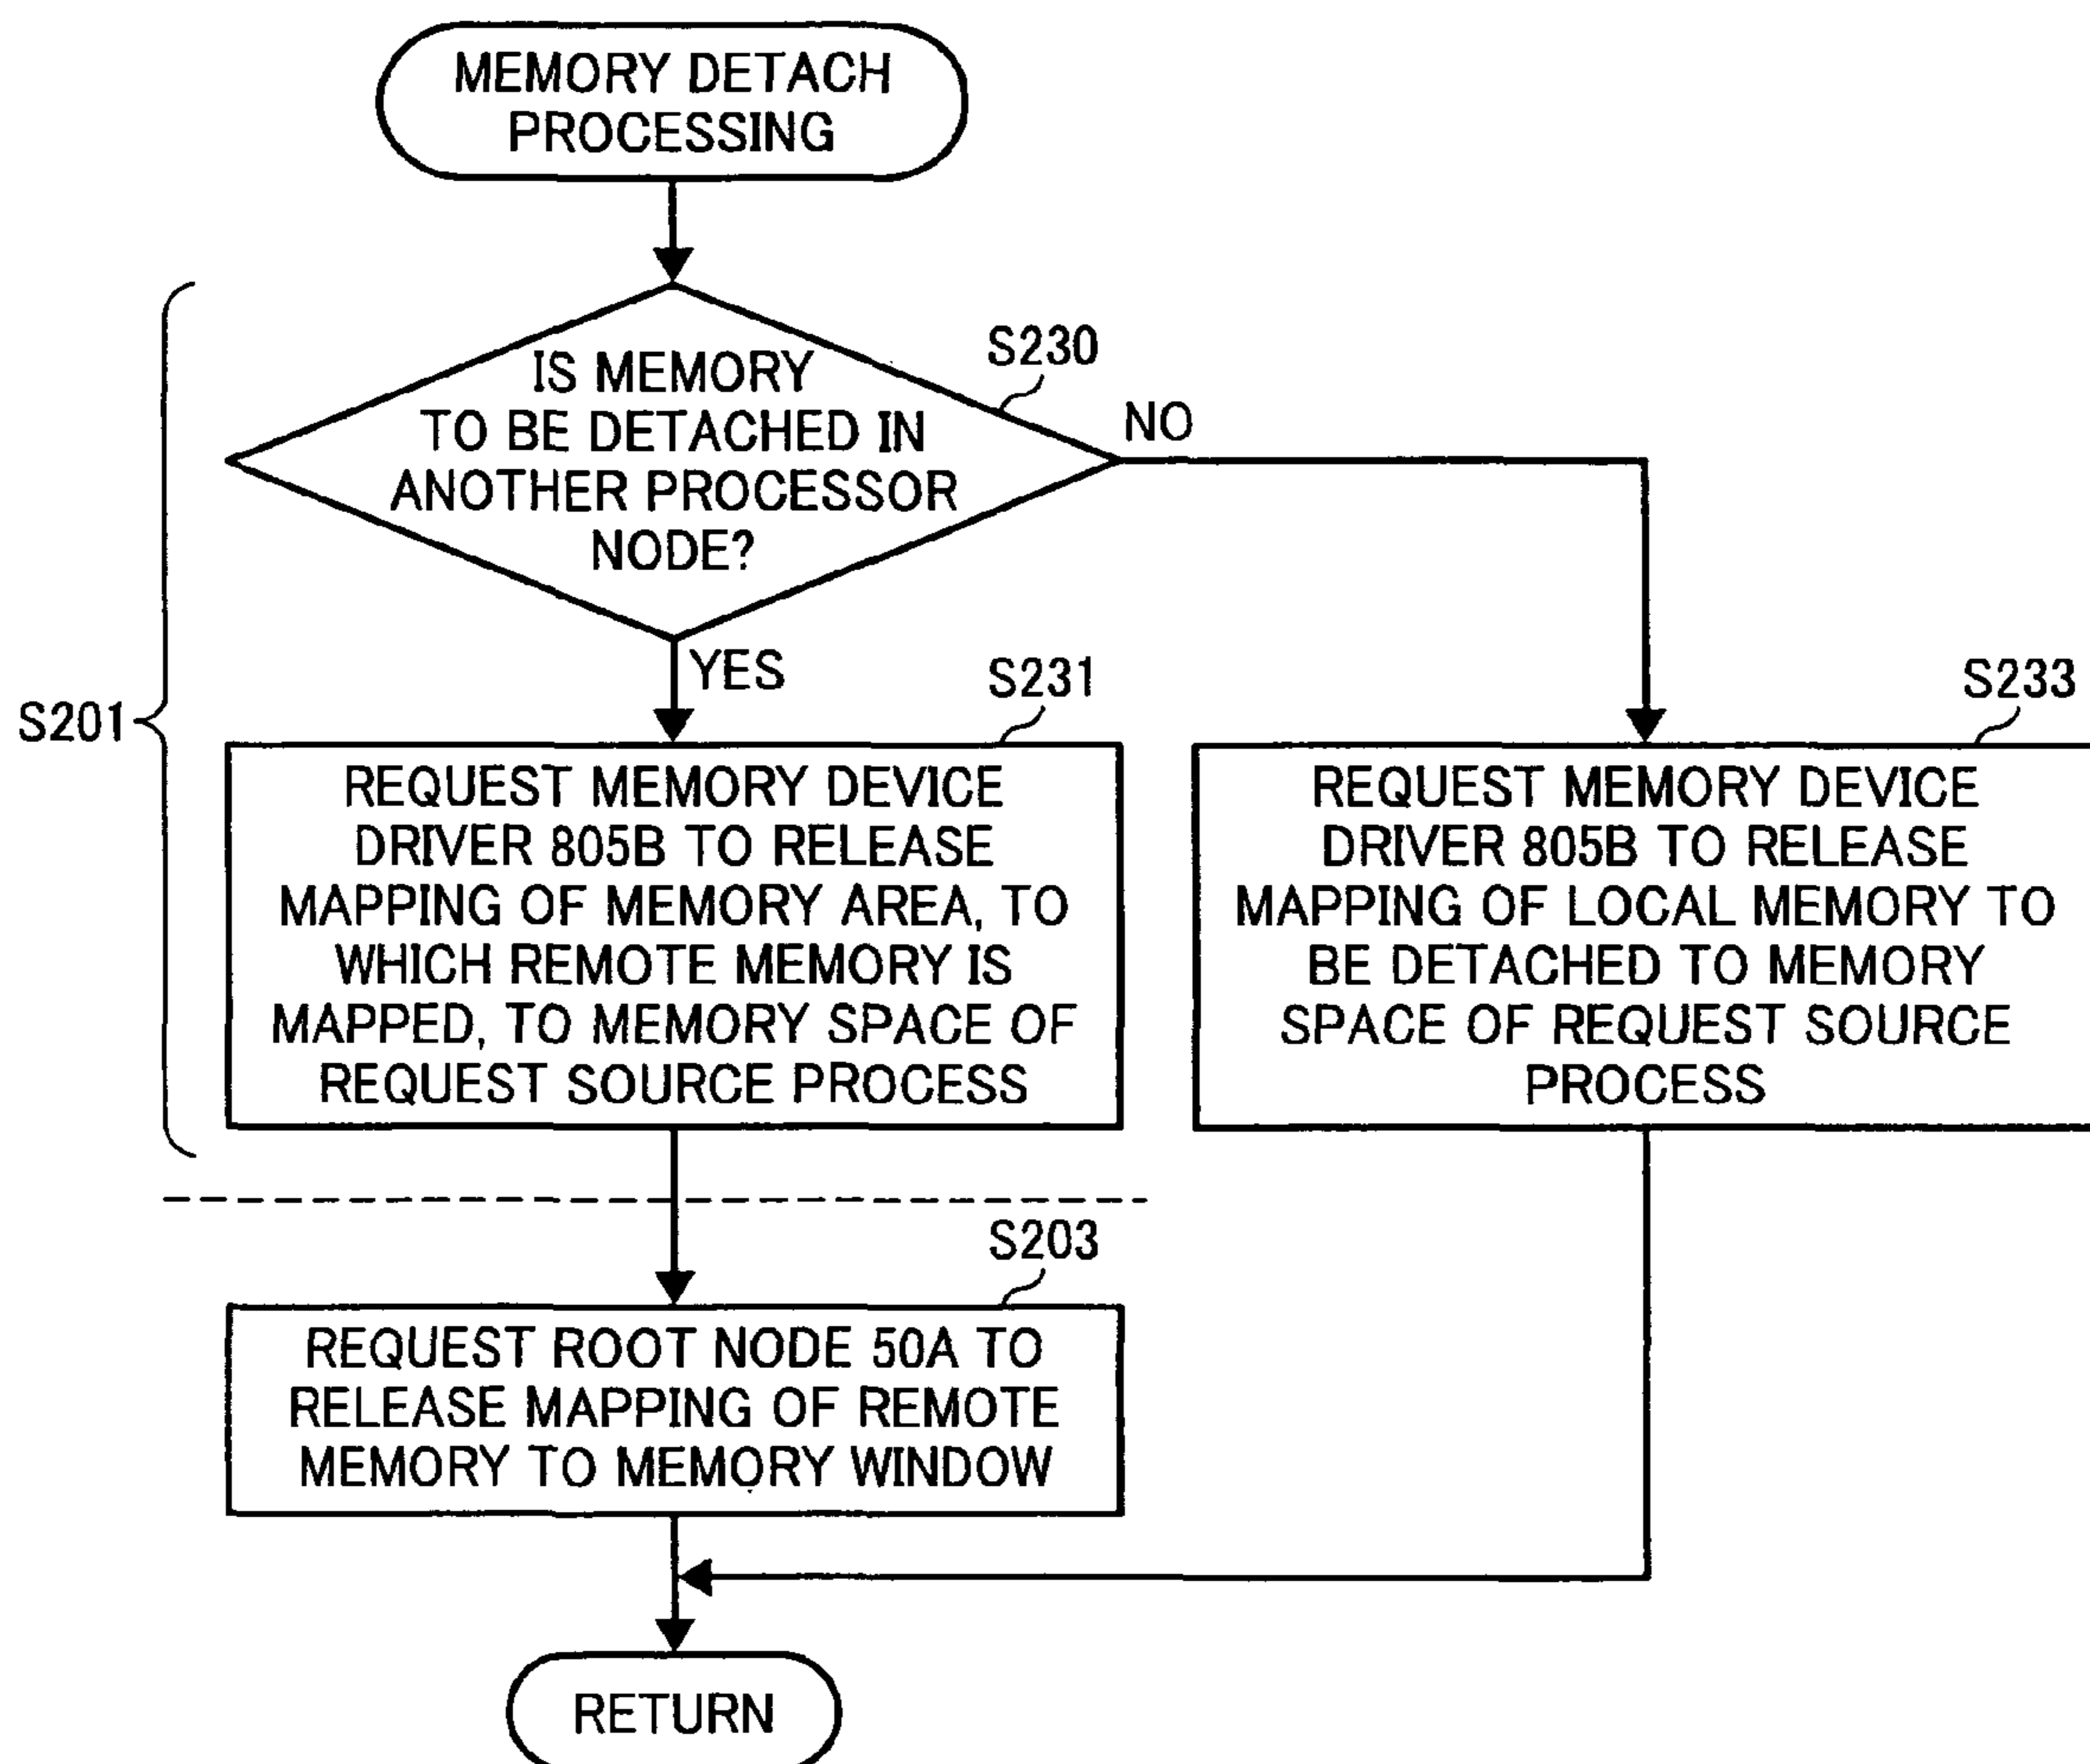 MEMORY DETACH
PROCESSING
S230
IS MEMORY
TO BE DETACHED IN
ANOTHER PROCESSOR
NODE?
NO
YES
S201
S231
REQUEST MEMORY DEVICE
DRIVER 805B TO RELEASE
MAPPING OF MEMORY AREA, TO
WHICH REMOTE MEMORY IS
MAPPED, TO MEMORY SPACE OF
REQUEST SOURCE PROCESS
S233
REQUEST MEMORY DEVICE
DRIVER 805B TO RELEASE
MAPPING OF LOCAL MEMORY TO
BE DETACHED TO MEMORY
SPACE OF REQUEST SOURCE
PROCESS
S203
REQUEST ROOT NODE 50A TO
RELEASE MAPPING OF REMOTE
MEMORY TO MEMORY WINDOW
RETURN